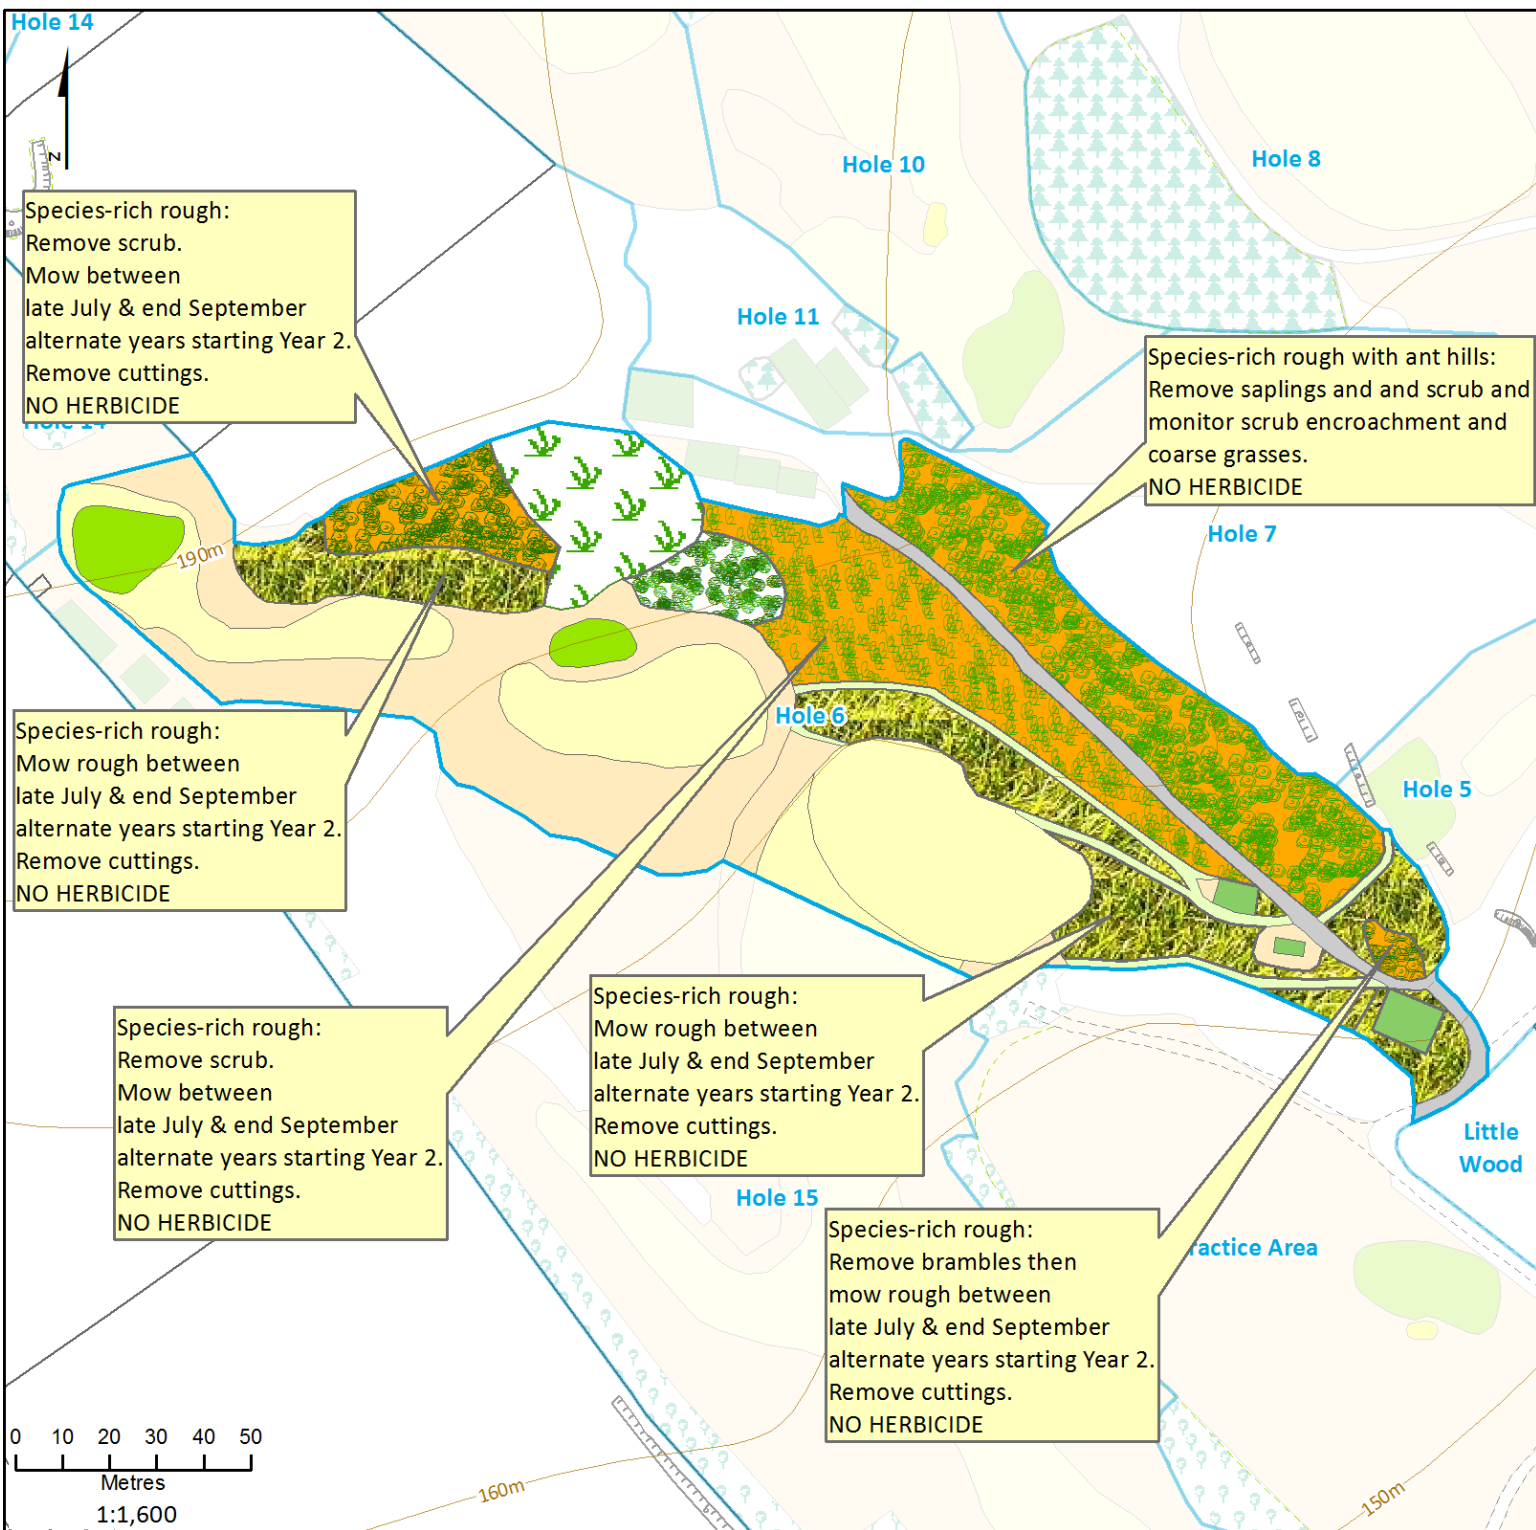 Hole 14
Hole 10
Hole 8
Z
Species-rich rough:
Remove scrub.
Mow between
late July & end September
alternate years starting Year 2.
Remove cuttings.
NO HERBICIDE
Hole 14
Hole 11
Species-rich rough with ant hills:
Remove saplings and and scrub and
monitor scrub encroachment and
coarse grasses.
NO HERBICIDE
Hole 7
190m
Species-rich rough:
Mow rough between
late July & end September
alternate years starting Year 2.
Remove cuttings.
NO HERBICIDE
Hole 6
Hole 5
Species-rich rough:
Remove scrub.
Mow between
late July & end September
alternate years starting Year 2.
Remove cuttings.
NO HERBICIDE
Species-rich rough:
Mow rough between
late July & end September
alternate years starting Year 2.
Remove cuttings.
NO HERBICIDE
Little
Wood
Hole 15
Species-rich rough:
Remove brambles then
mow rough between
late July & end September
alternate years starting Year 2.
Remove cuttings.
NO HERBICIDE
ractice Area
0 10 20 30 40 50
Metres
1:1,600
160m
150m